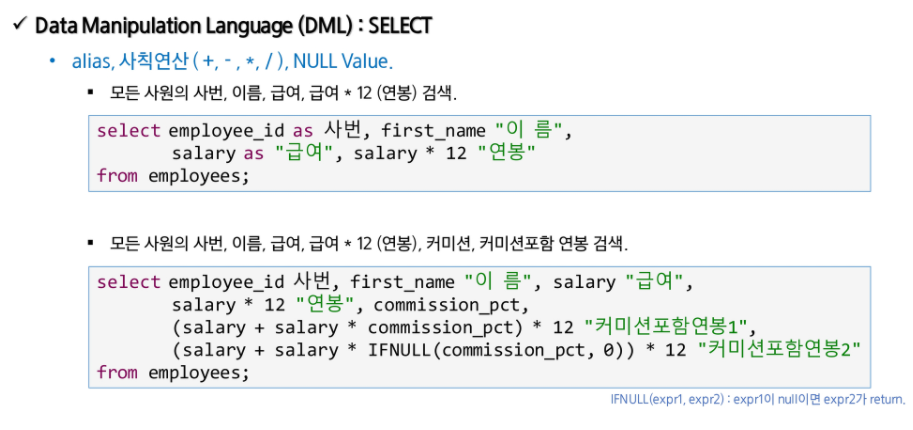 ✓ Data Manipulation Language (DML) : SELECT
• alias, 사칙연산 ( +, - , *, / ), NULL Value.
▪ 모든 사원의 사번, 이름, 급여, 급여 * 12 (연봉) 검색.
select employee_id as 사번, first_name "이 름",
salary as "급여", salary * 12 "연봉"
from employees;
▪ 모든 사원의 사번, 이름, 급여, 급여 * 12 (연봉), 커미션, 커미션포함 연봉 검색.
select employee_id 사번, first_name "이 름", salary "급여",
salary * 12 "연봉", commission_pct,
(salary + salary * commission_pct) * 12 "커미션포함연봉1",
(salary + salary * IFNULL(commission_pct, 0)) * 12 "커미션포함연봉2"
from employees;
IFNULL(expr1, expr2) : expr1이 null이면 expr2가 return.